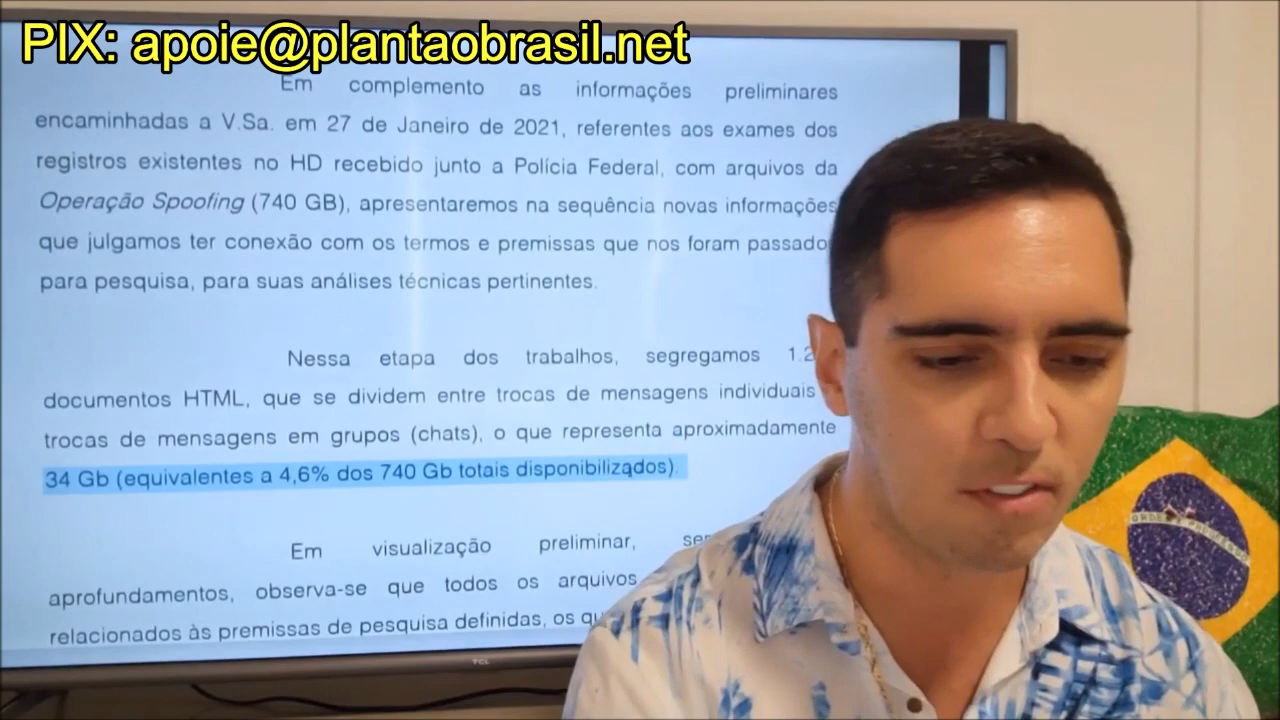 PIX: apoie@plantaobrasil.net
Em complemento as informações preliminares
encaminhadas a V.Sa. em 27 de Janeiro de 2021, referentes aos exames dos
registros existentes no HD recebido junto a Polícia Federal, com arquivos da
Operação Spoofing (740 GB), apresentaremos na sequência novas informações
que julgamos ter conexão com os termos e premissas que nos foram
para pesquisa, para suas análises técnicas pertinentes.
Nessa etapa dos trabalhos, segregamos
documentos HTML, que se dividem entre trocas de mensagens individuais
trocas de mensagens em grupos (chats), o que representa aproximadamente
34 Gb (equivalentes a 4,6% dos 740 Gb totais disponibilizados).
Em visualização preliminar,
aprofundamentos, observa-se que todos os arquivos
relacionados às premissas de pesquisa definidas, os
TCL